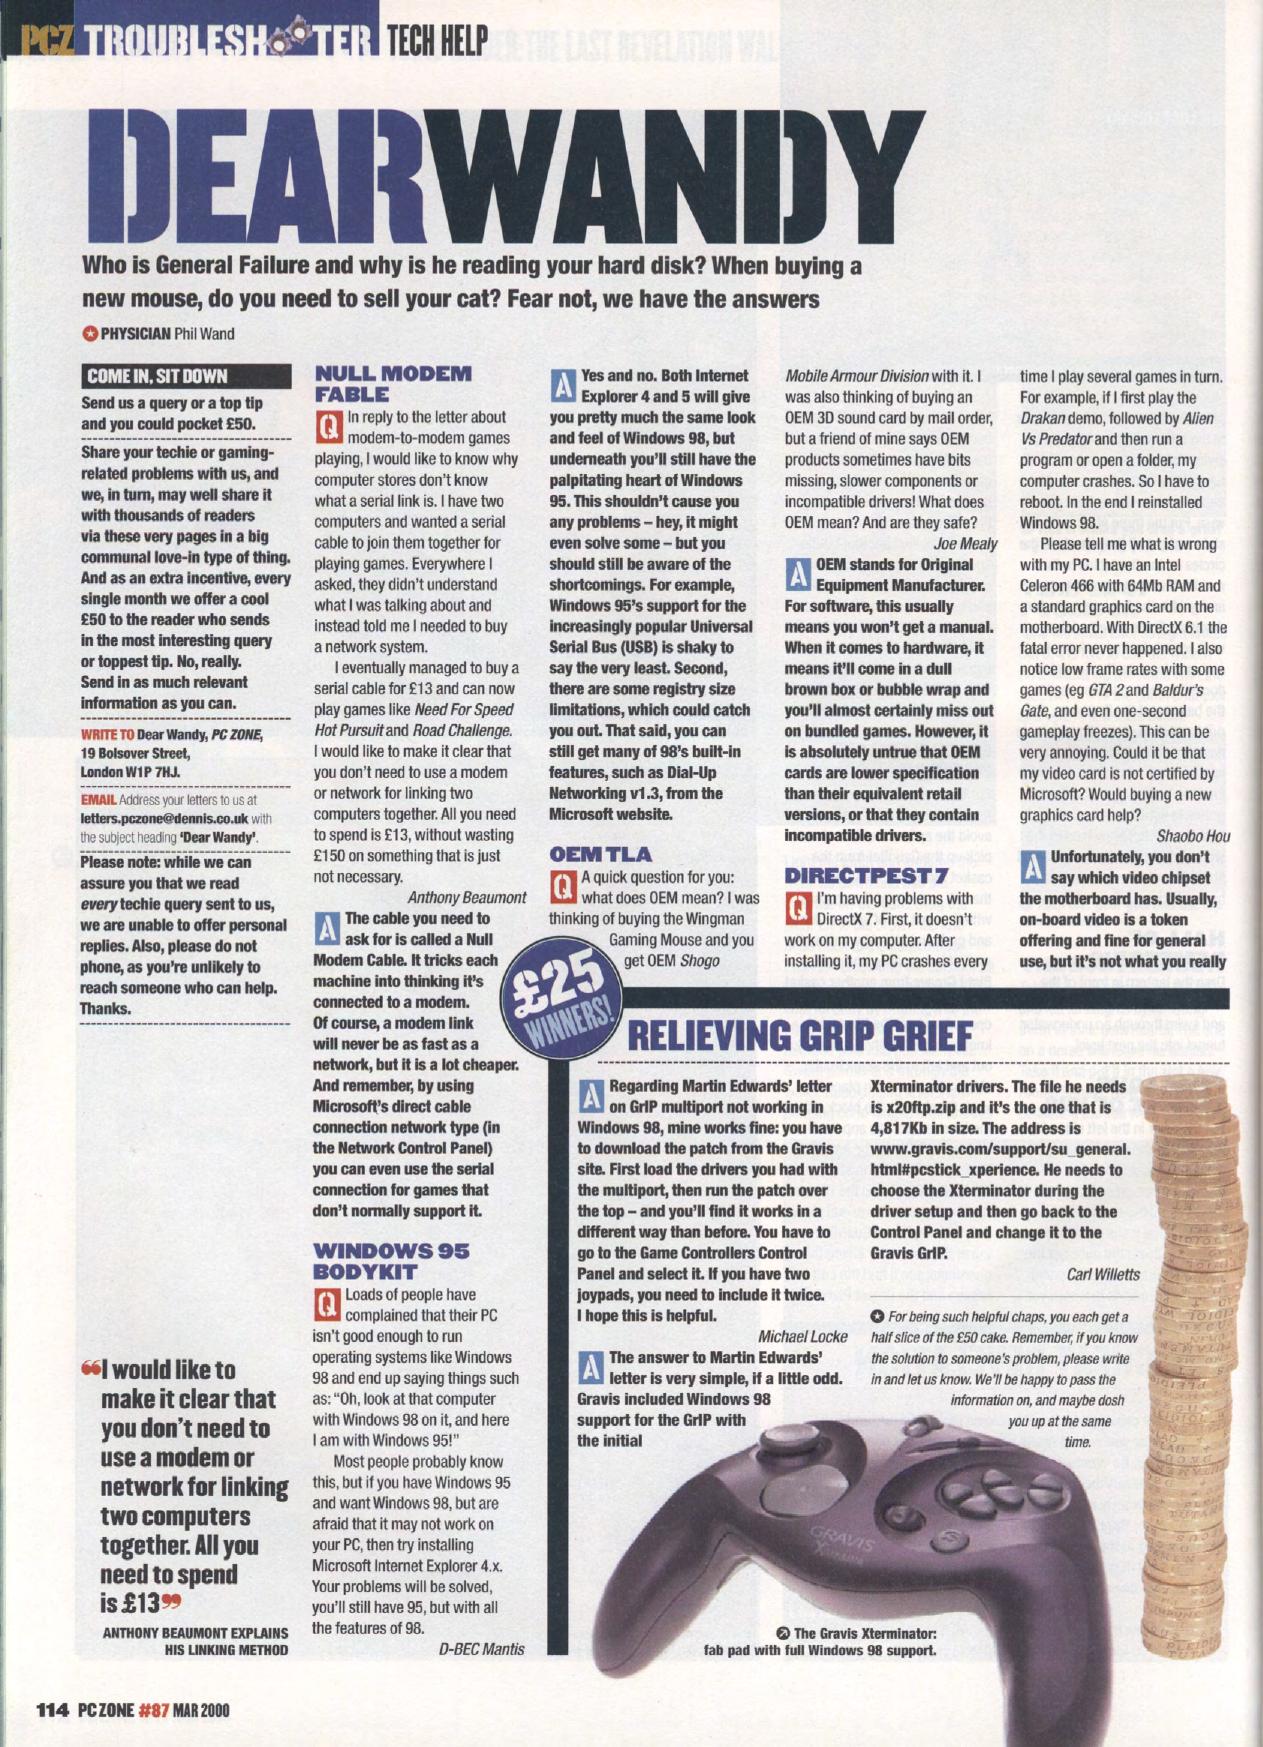 PCZ TROUBLESHOOTER TECH HELP
DEAR WANDY
Who is General Failure and why is he reading your hard disk? When buying a
new mouse, do you need to sell your cat? Fear not, we have the answers
PHYSICIAN Phil Wand
COME IN, SIT DOWN
Send us a query or a top tip
and you could pocket £50.
Share your techie or gaming-
related problems with us, and
we, in turn, may well share it
with thousands of readers
via these very pages in a big
communal love-in type of thing.
And as an extra incentive, every
single month we offer a cool
£50 to the reader who sends
in the most interesting query
or toppest tip. No, really.
Send in as much relevant
information as you can.
WRITE TO Dear Wandy, PC ZONE,
19 Bolsover Street,
London W1P 7HJ.
EMAIL Address your letters to us at
letters.pczone@dennis.co.uk with
the subject heading 'Dear Wandy'.
Please note: while we can
assure you that we read
every techie query sent to us,
we are unable to offer personal
replies. Also, please do not
phone, as you're unlikely to
reach someone who can help.
Thanks.
“I would like to
make it clear that
you don't need to
use a modem or
network for linking
two computers
together. All you
need to spend
is £13”
ANTHONY BEAUMONT EXPLAINS
HIS LINKING METHOD
NULL MODEM
FABLE
Q In reply to the letter about
modem-to-modem games
playing, I would like to know why
computer stores don't know
what a serial link is. I have two
computers and wanted a serial
cable to join them together for
playing games. Everywhere I
asked, they didn't understand
what I was talking about and
instead told me I needed to buy
a network system.
I eventually managed to buy a
serial cable for £13 and can now
play games like Need For Speed
Hot Pursuit and Road Challenge.
I would like to make it clear that
you don't need to use a modem
or network for linking two
computers together. All you need
to spend is £13, without wasting
£150 on something that is just
not necessary.
Anthony Beaumont
A The cable you need to
ask for is called a Null
Modem Cable. It tricks each
machine into thinking it's
connected to a modem.
Of course, a modem link
will never be as fast as a
network, but it is a lot cheaper.
And remember, by using
Microsoft's direct cable
connection network type (in
the Network Control Panel)
you can even use the serial
connection for games that
don't normally support it.
WINDOWS 95
BODYKIT
Q Loads of people have
complained that their PC
isn't good enough to run
operating systems like Windows
98 and end up saying things such
as: “Oh, look at that computer
with Windows 98 on it, and here
I am with Windows 95!”
Most people probably know
this, but if you have Windows 95
and want Windows 98, but are
afraid that it may not work on
your PC, then try installing
Microsoft Internet Explorer 4.x.
Your problems will be solved,
you'll still have 95, but with all
the features of 98.
D-BEC Mantis
A Yes and no. Both Internet
Explorer 4 and 5 will give
you pretty much the same look
and feel of Windows 98, but
underneath you'll still have the
palpitating heart of Windows
95. This shouldn't cause you
any problems – hey, it might
even solve some – but you
should still be aware of the
shortcomings. For example,
Windows 95's support for the
increasingly popular Universal
Serial Bus (USB) is shaky to
say the very least. Second,
there are some registry size
limitations, which could catch
you out. That said, you can
still get many of 98's built-in
features, such as Dial-Up
Networking v1.3, from the
Microsoft website.
OEM TLA
Q A quick question for you:
what does OEM mean? I was
thinking of buying the Wingman
Gaming Mouse and you
get OEM Shogo
Mobile Armour Division with it. I
was also thinking of buying an
OEM 3D sound card by mail order,
but a friend of mine says OEM
products sometimes have bits
missing, slower components or
incompatible drivers! What does
OEM mean? And are they safe?
Joe Mealy
A OEM stands for Original
Equipment Manufacturer.
For software, this usually
means you won't get a manual.
When it comes to hardware, it
means it'll come in a dull
brown box or bubble wrap and
you'll almost certainly miss out
on bundled games. However, it
is absolutely untrue that OEM
cards are lower specification
than their equivalent retail
versions, or that they contain
incompatible drivers.
DIRECTPEST 7
Q I'm having problems with
DirectX 7. First, it doesn't
work on my computer. After
installing it, my PC crashes every
time I play several games in turn.
For example, if I first play the
Drakan demo, followed by Alien
Vs Predator and then run a
program or open a folder, my
computer crashes. So I have to
reboot. In the end I reinstalled
Windows 98.
Please tell me what is wrong
with my PC. I have an Intel
Celeron 466 with 64Mb RAM and
a standard graphics card on the
motherboard. With DirectX 6.1 the
fatal error never happened. I also
notice low frame rates with some
games (eg GTA 2 and Baldur's
Gate, and even one-second
gameplay freezes). This can be
very annoying. Could it be that
my video card is not certified by
Microsoft? Would buying a new
graphics card help?
Shaobo Hou
A Unfortunately, you don't
say which video chipset
the motherboard has. Usually,
on-board video is a token
offering and fine for general
use, but it's not what you really
£25
WINNERS!
RELIEVING GRIP GRIEF
A Regarding Martin Edwards' letter
on GrIP multiport not working in
Windows 98, mine works fine: you have
to download the patch from the Gravis
site. First load the drivers you had with
the multiport, then run the patch over
the top – and you'll find it works in a
different way than before. You have to
go to the Game Controllers Control
Panel and select it. If you have two
joypads, you need to include it twice.
I hope this is helpful.
Michael Locke
A The answer to Martin Edwards'
letter is very simple, if a little odd.
Gravis included Windows 98
support for the GrIP with
the initial
Xterminator drivers. The file he needs
is x20ftp.zip and it's the one that is
4,817Kb in size. The address is
www.gravis.com/support/su_general.
html#pcstick_xperience. He needs to
choose the Xterminator during the
driver setup and then go back to the
Control Panel and change it to the
Gravis GrIP.
Carl Willetts
For being such helpful chaps, you each get a
half slice of the £50 cake. Remember, if you know
the solution to someone's problem, please write
in and let us know. We'll be happy to pass the
information on, and maybe dosh
you up at the same
time.
GRAVIS
The Gravis Xterminator:
fab pad with full Windows 98 support.
114 PC ZONE #87 MAR 2000